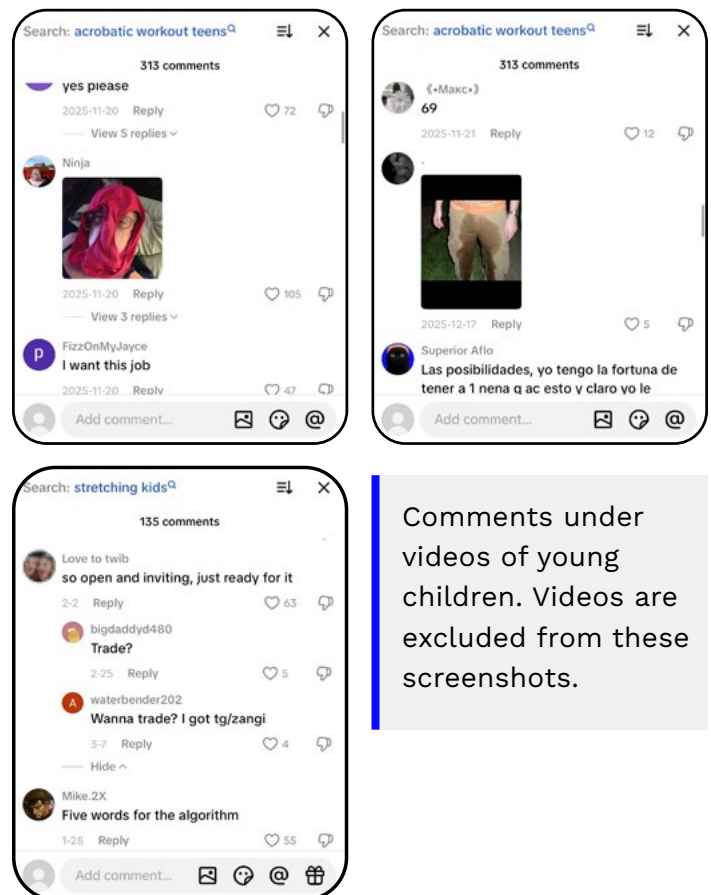 Search: acrobatic workout teens
313 comments
yes please
2025-11-20 Reply 72
View 5 replies
Ninja
2025-11-20 Reply 105
View 3 replies
p
FizzOnMyJayce
I want this job
2025-11-20 Reply 47
Add comment... @
Search: acrobatic workout teens
313 comments
《•Макс•》
69
2025-11-21 Reply 12
.
2025-12-17 Reply 5
Superior Aflo
Las posibilidades, yo tengo la fortuna de
tener a 1 nena q ac esto y claro yo le
Add comment... @
Search: stretching kids
135 comments
Love to twib
so open and inviting, just ready for it
2-2 Reply 63
bigdaddyd480
Trade?
2-25 Reply 5
A
waterbender202
Wanna trade? I got tg/zangi
3-7 Reply 4
Hide
Mike.2X
Five words for the algorithm
1-28 Reply 55
Add comment... @
Comments under
videos of young
children. Videos are
excluded from these
screenshots.